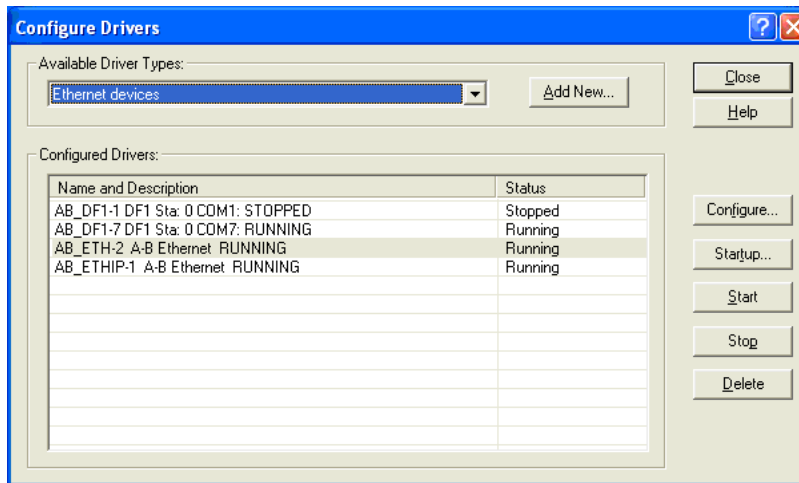 Configure Drivers
Available Driver Types:
Ethernet devices
Add New...
Close
Help
Configured Drivers:
Name and Description Status
AB_DF1-1 DF1 Sta: 0 COM1: STOPPED Stopped
AB_DF1-7 DF1 Sta: 0 COM7: RUNNING Running
AB_ETH-2 A-B Ethernet RUNNING Running
AB_ETHIP-1 A-B Ethernet RUNNING Running
Configure...
Startup...
Start
Stop
Delete